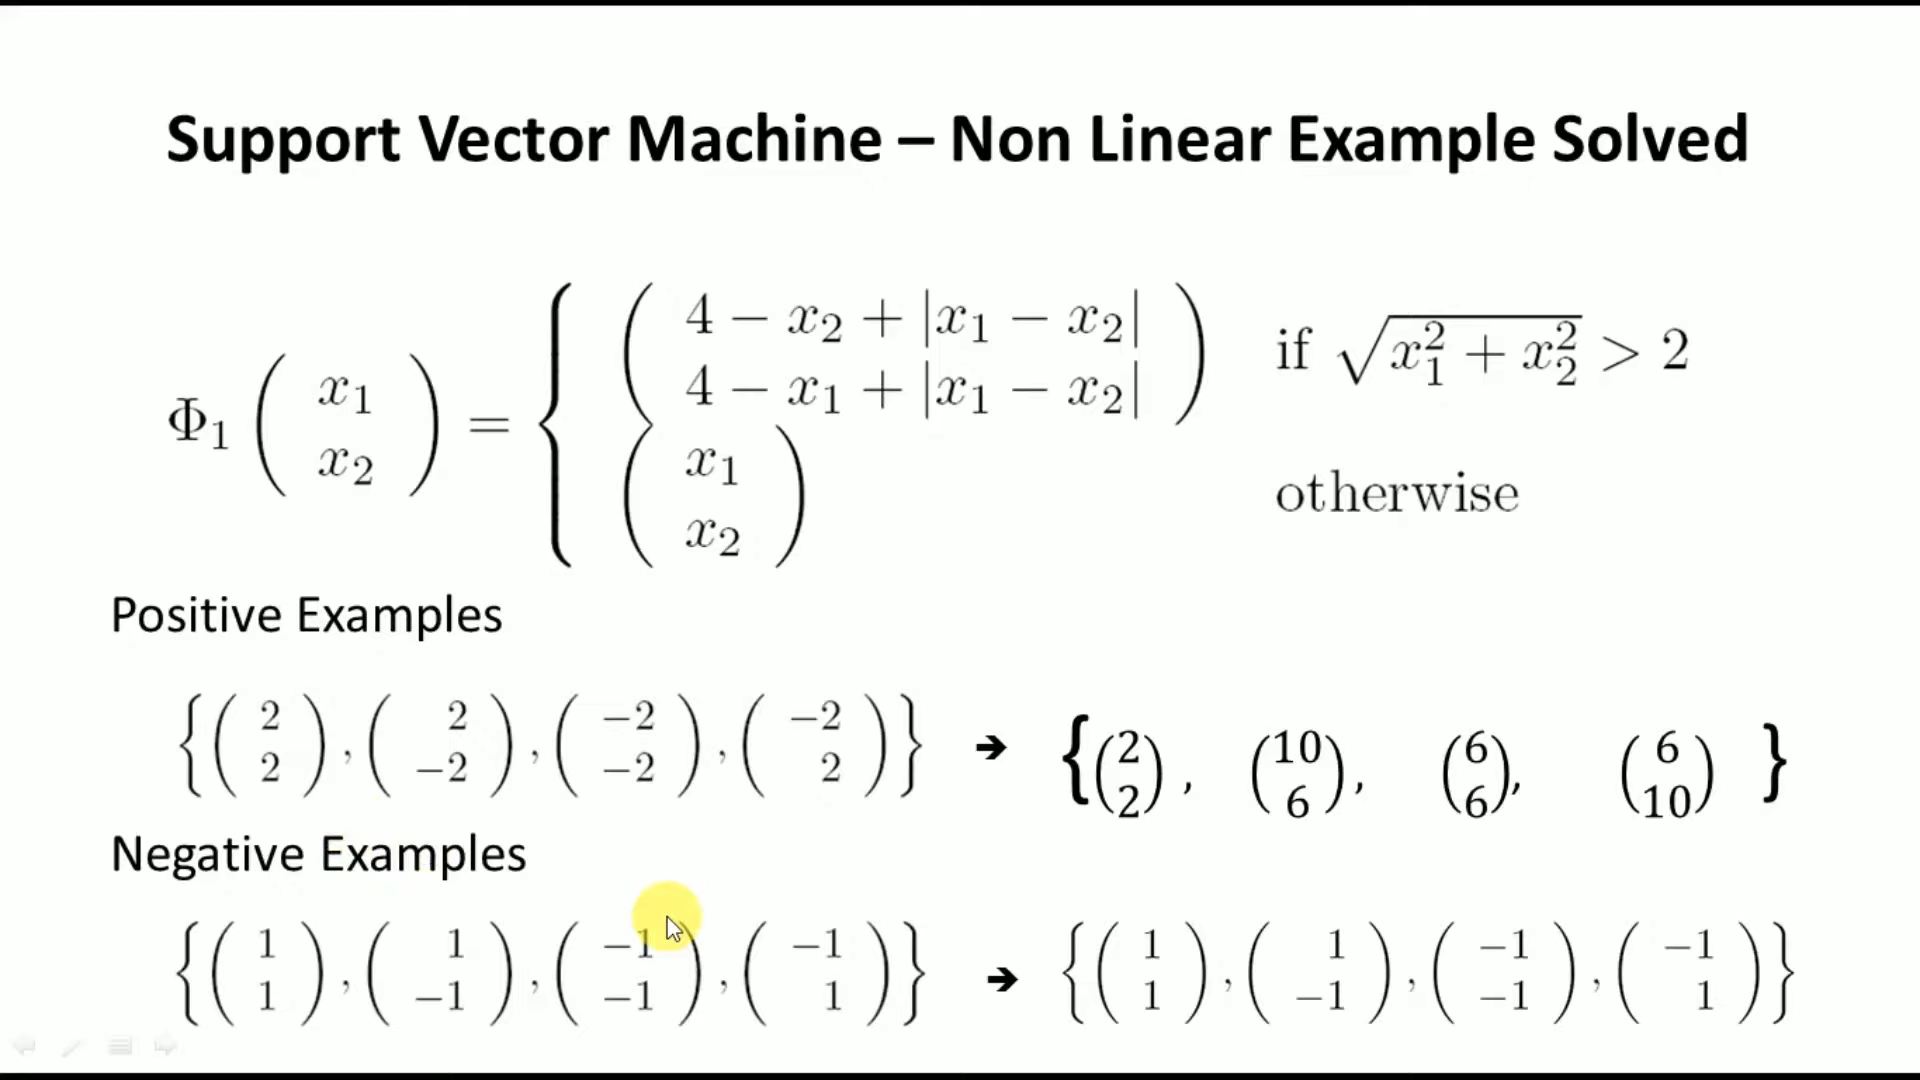 Support Vector Machine – Non Linear Example Solved
Φ₁ ( x₁ x₂ ) = { ( 4 − x₂ + |x₁ − x₂| 4 − x₁ + |x₁ − x₂| ) if √(x₁² + x₂²) > 2
( x₁ x₂ ) otherwise
Positive Examples
{( 2 2 ), ( 2 −2 ), ( −2 −2 ), ( −2 2 )} ➔ {( 2 2 ), ( 10 6 ), ( 6 6 ), ( 6 10 ) }
Negative Examples
{( 1 1 ), ( 1 −1 ), ( −1 −1 ), ( −1 1 )} ➔ {( 1 1 ), ( 1 −1 ), ( −1 −1 ), ( −1 1 )}